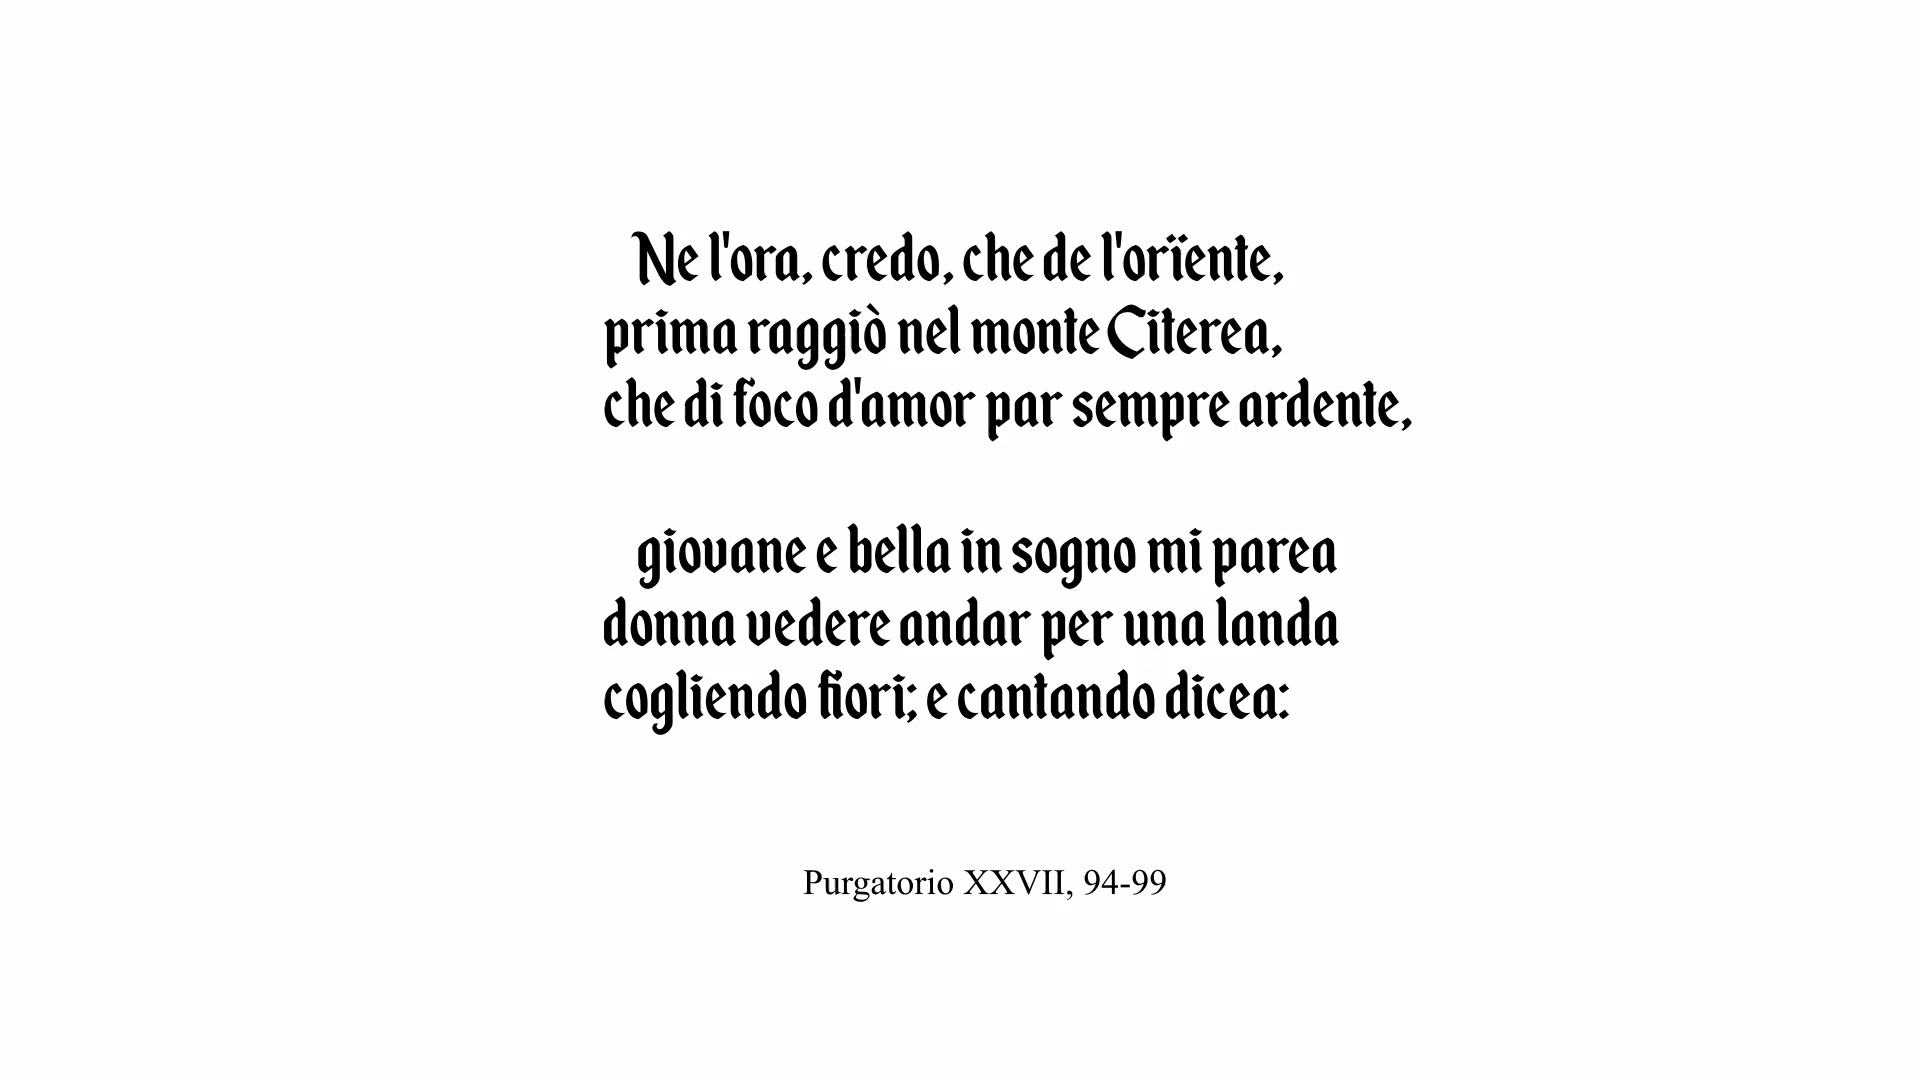 Ne l'ora, credo, che de l'orïente,
prima raggiò nel monte Citerea,
che di foco d'amor par sempre ardente,
giovane e bella in sogno mi parea
donna vedere andar per una landa
cogliendo fiori; e cantando dicea:
Purgatorio XXVII, 94-99